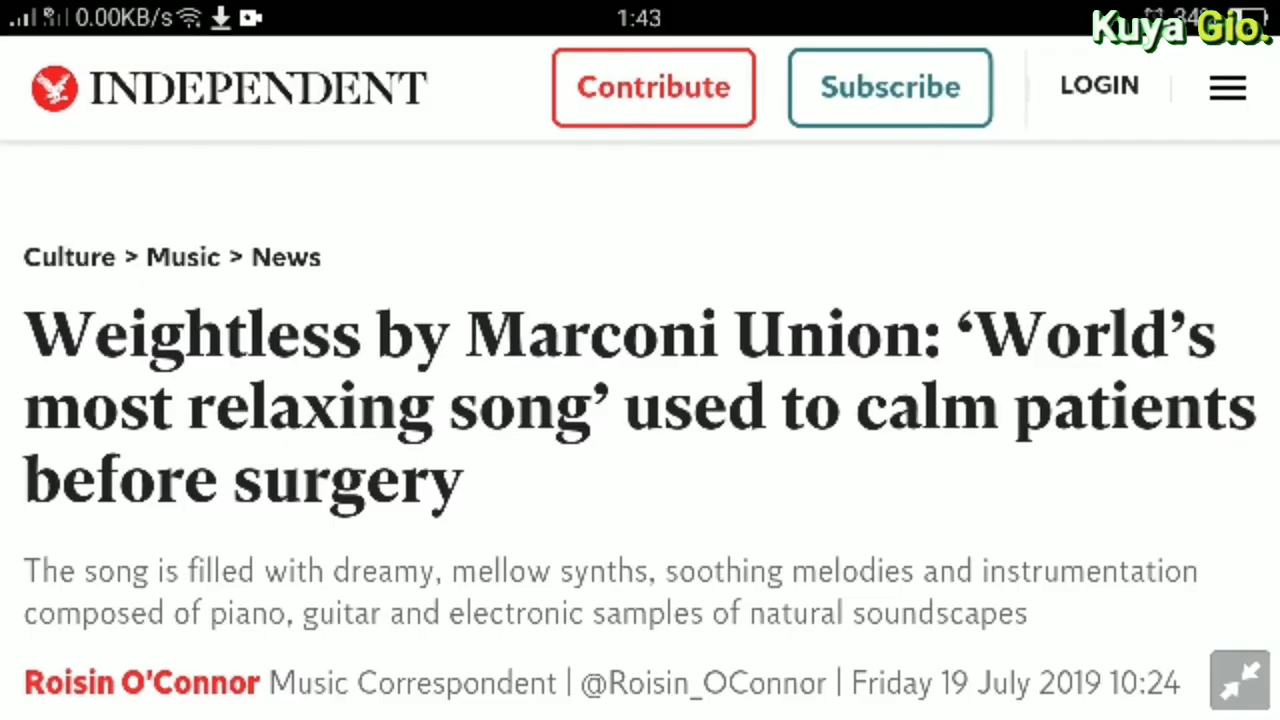 0.00KB/s 1:43 34%
Kuya Gio.
INDEPENDENT Contribute Subscribe LOGIN
Culture > Music > News
Weightless by Marconi Union: ‘World’s
most relaxing song’ used to calm patients
before surgery
The song is filled with dreamy, mellow synths, soothing melodies and instrumentation
composed of piano, guitar and electronic samples of natural soundscapes
Roisin O'Connor Music Correspondent | @Roisin_OConnor | Friday 19 July 2019 10:24